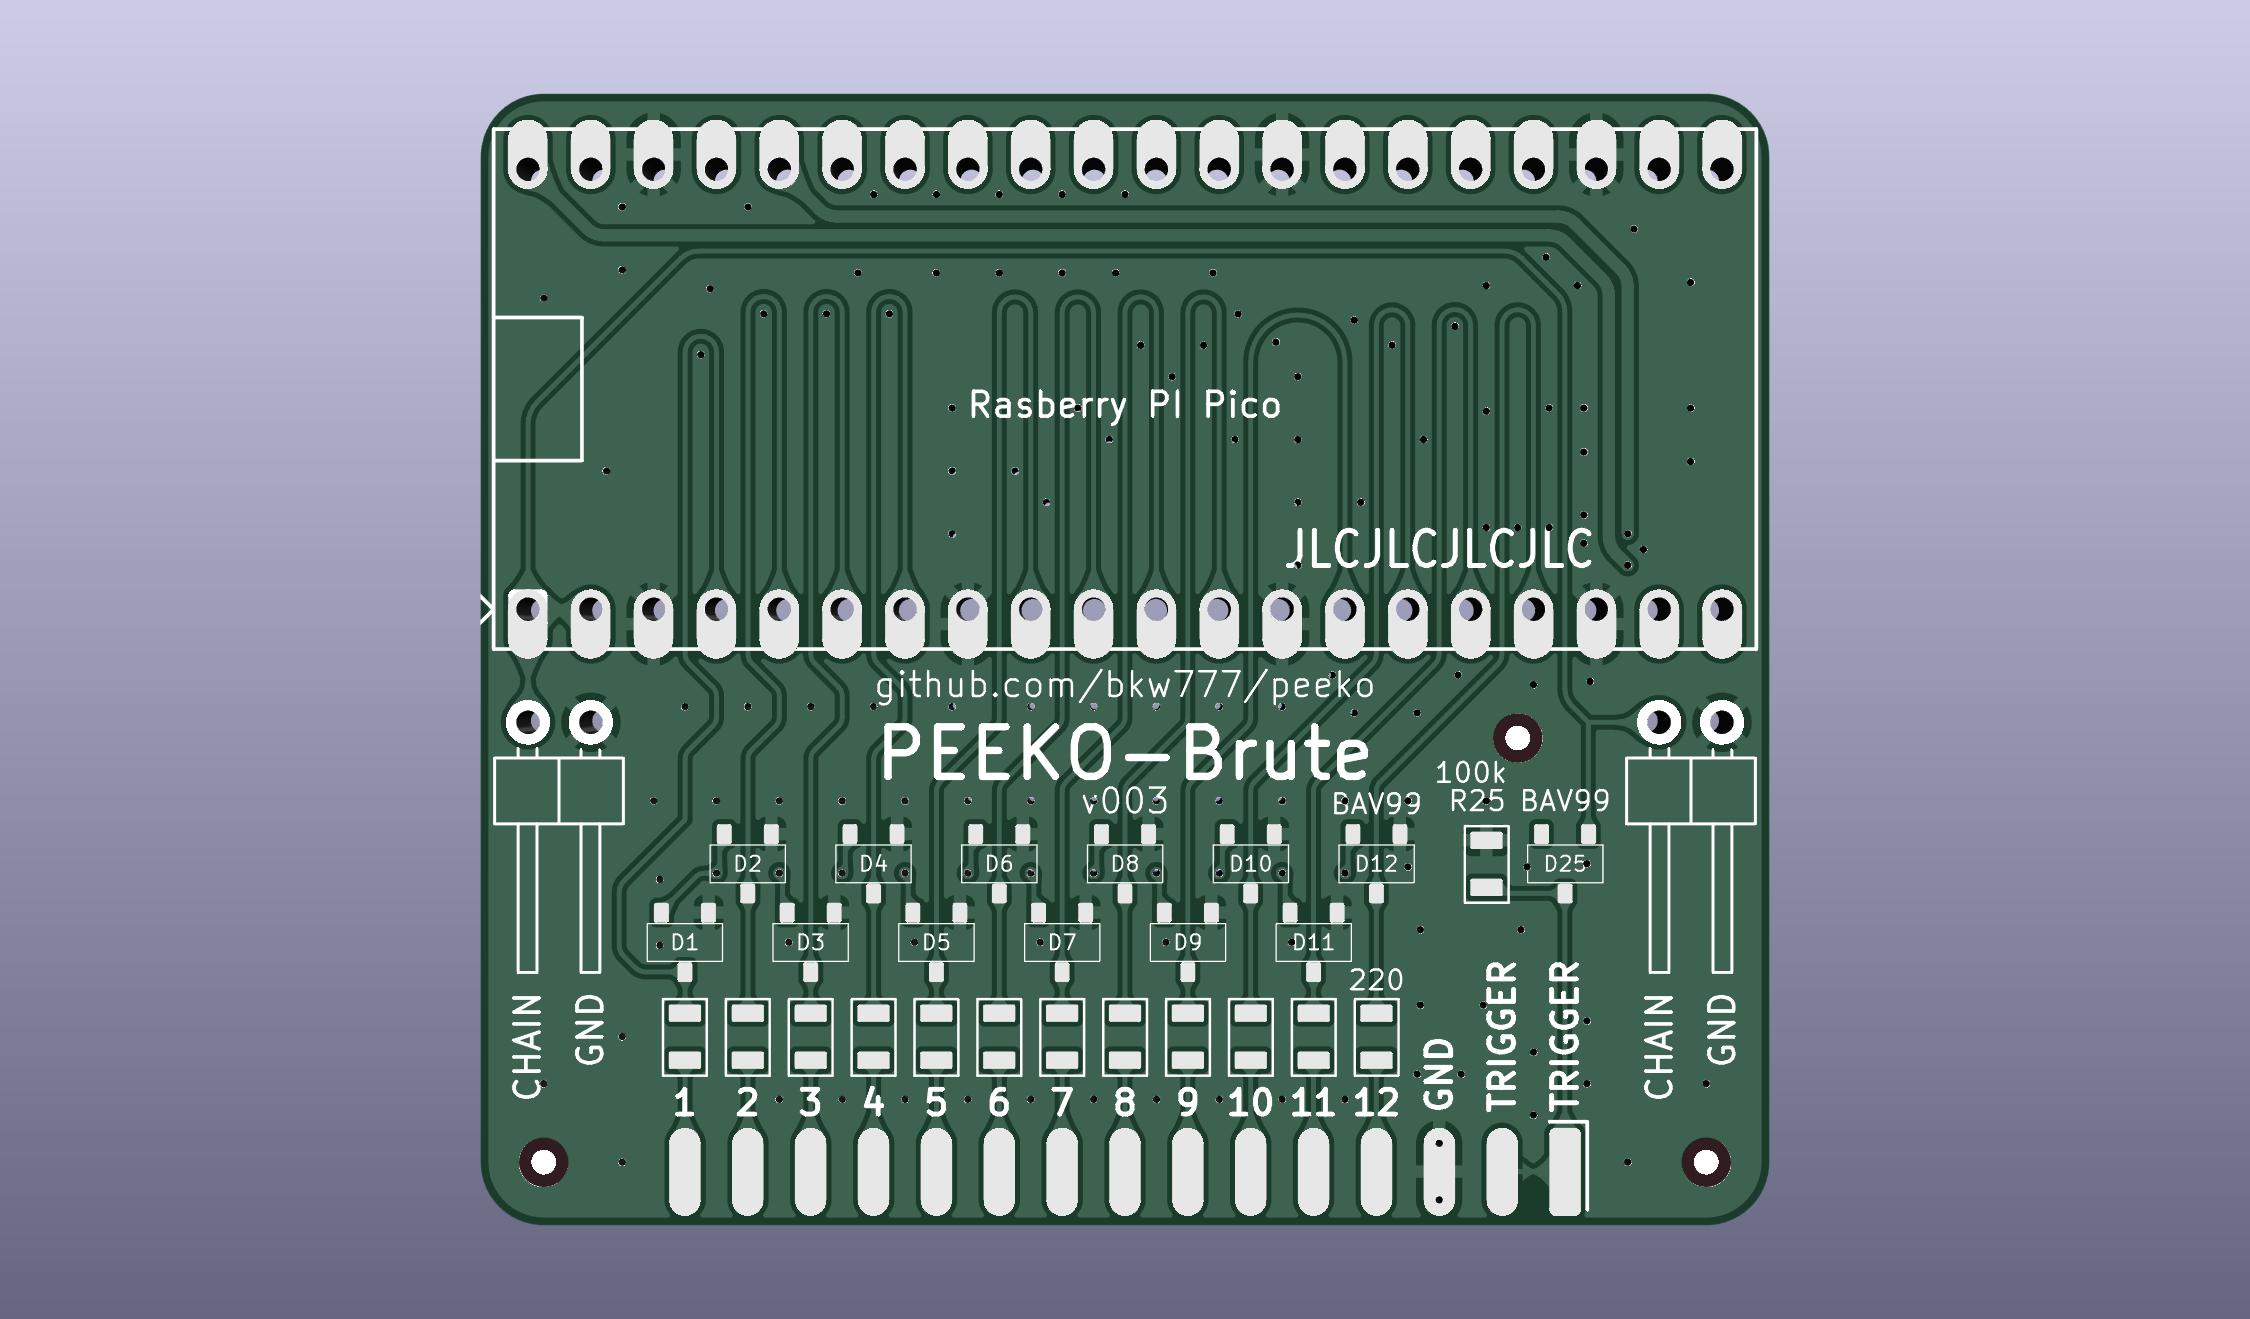 Rasberry PI Pico
JLCJLCJLCJLC
github.com/bkw777/peeko
PEEKO-Brute
v003
100k
R25
BAV99
BAV99
D2
D4
D6
D8
D10
D12
D25
D1
D3
D5
D7
D9
D11
220
CHAIN
GND
1
2
3
4
5
6
7
8
9
10
11
12
GND
TRIGGER
TRIGGER
CHAIN
GND